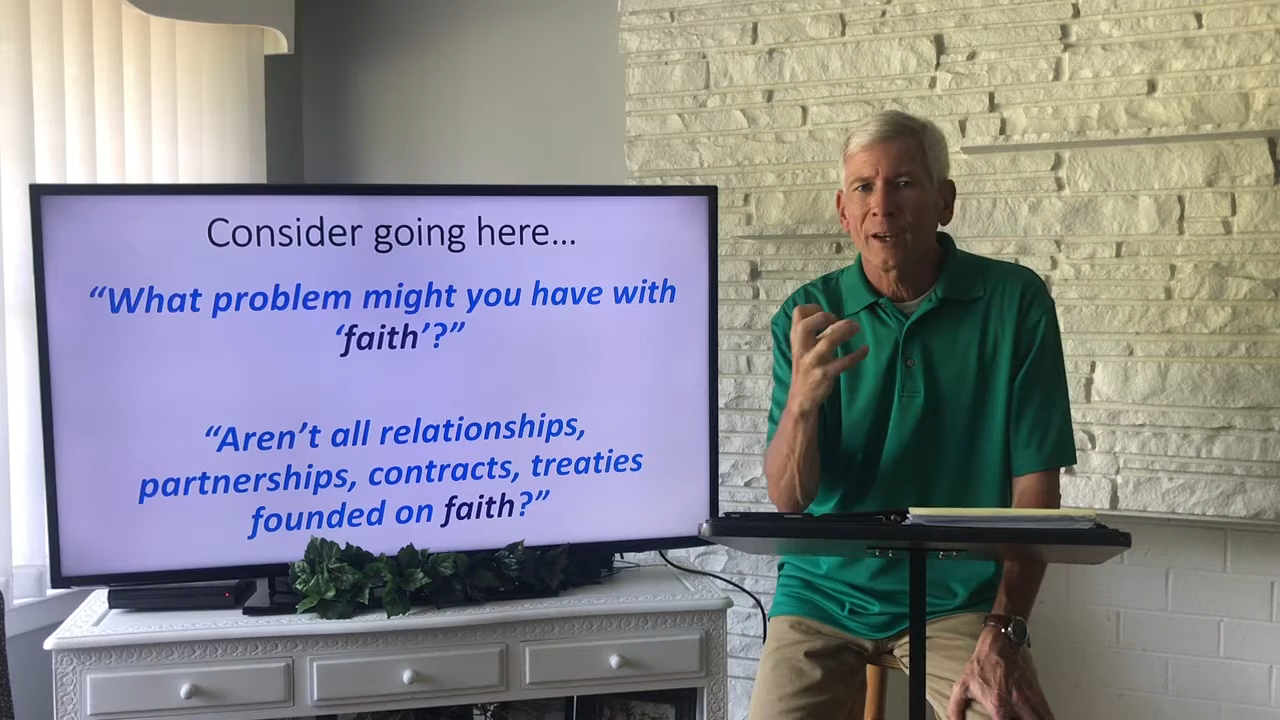 Consider going here...
“What problem might you have with
‘faith’?”
“Aren’t all relationships,
partnerships, contracts, treaties
founded on faith?”